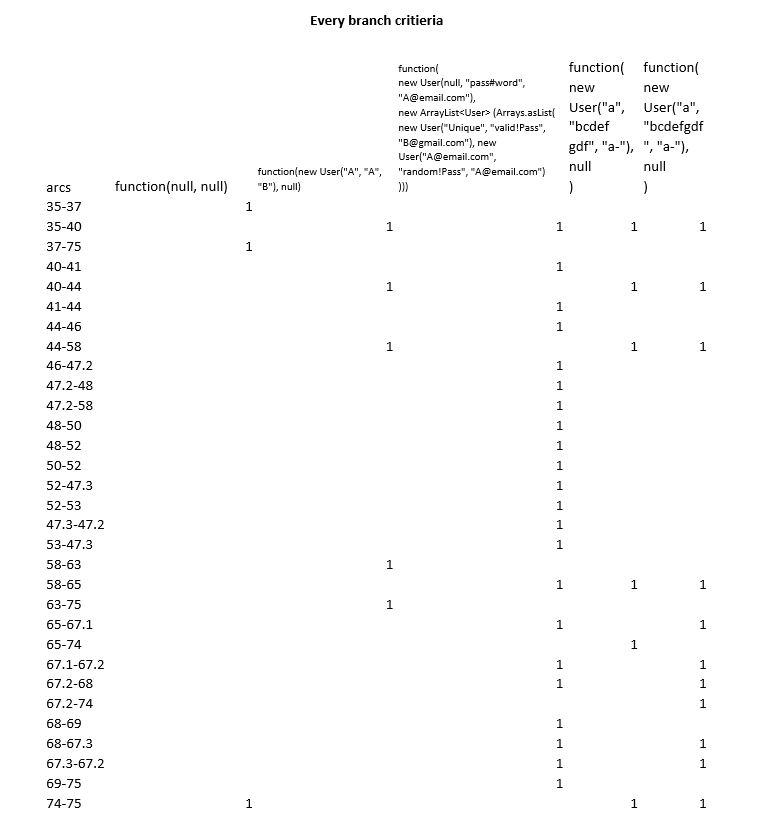 Every branch critieria
arcs
function(null, null)
function(new User("A", "A",
"B"), null)
function(
new User(null, "pass#word",
"A@email.com"),
new ArrayList<User> (Arrays.asList(
new User("Unique", "valid!Pass",
"B@gmail.com"), new
User("A@email.com",
"random!Pass", "A@email.com")
)))
function(
new
User("a",
"bcdef
gdf", "a-"),
null
)
function(
new
User("a",
"bcdefgdf
", "a-"),
null
)
35-37 1
35-40 1 1 1 1
37-75 1
40-41 1
40-44 1 1 1
41-44 1
44-46 1
44-58 1 1 1
46-47.2 1
47.2-48 1
47.2-58 1
48-50 1
48-52 1
50-52 1
52-47.3 1
52-53 1
47.3-47.2 1
53-47.3 1
58-63 1
58-65 1 1 1
63-75 1
65-67.1 1 1
65-74 1
67.1-67.2 1 1
67.2-68 1 1
67.2-74 1
68-69 1
68-67.3 1 1
67.3-67.2 1 1
69-75 1
74-75 1 1 1